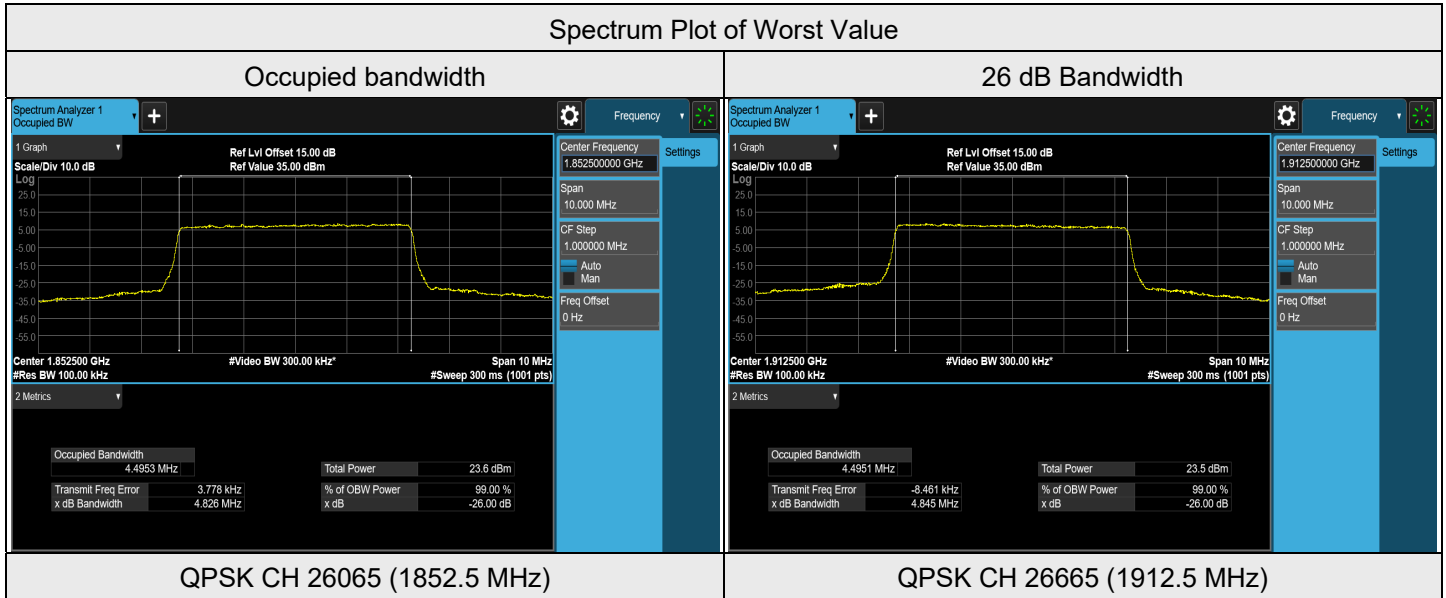 Spectrum Plot of Worst Value
Occupied bandwidth
Spectrum Analyzer 1
Occupied BW
+
Frequency
1 Graph
Scale/Div 10.0 dB
Ref Lvl Offset 15.00 dB
Ref Value 35.00 dBm
Log
25.0
15.0
5.00
-5.00
-15.0
-25.0
-35.0
-45.0
-55.0
Center 1.852500 GHz
#Res BW 100.00 kHz
#Video BW 300.00 kHz*
Span 10 MHz
#Sweep 300 ms (1001 pts)
Center Frequency
1.852500000 GHz
Settings
Span
10.000 MHz
CF Step
1.000000 MHz
Auto
Man
Freq Offset
0 Hz
2 Metrics
Occupied Bandwidth
4.4953 MHz
Total Power 23.6 dBm
Transmit Freq Error 3.778 kHz % of OBW Power 99.00 %
x dB Bandwidth 4.826 MHz x dB -26.00 dB
QPSK CH 26065 (1852.5 MHz)
26 dB Bandwidth
Spectrum Analyzer 1
Occupied BW
+
Frequency
1 Graph
Scale/Div 10.0 dB
Ref Lvl Offset 15.00 dB
Ref Value 35.00 dBm
Log
25.0
15.0
5.00
-5.00
-15.0
-25.0
-35.0
-45.0
-55.0
Center 1.912500 GHz
#Res BW 100.00 kHz
#Video BW 300.00 kHz*
Span 10 MHz
#Sweep 300 ms (1001 pts)
Center Frequency
1.912500000 GHz
Settings
Span
10.000 MHz
CF Step
1.000000 MHz
Auto
Man
Freq Offset
0 Hz
2 Metrics
Occupied Bandwidth
4.4951 MHz
Total Power 23.5 dBm
Transmit Freq Error -8.461 kHz % of OBW Power 99.00 %
x dB Bandwidth 4.845 MHz x dB -26.00 dB
QPSK CH 26665 (1912.5 MHz)